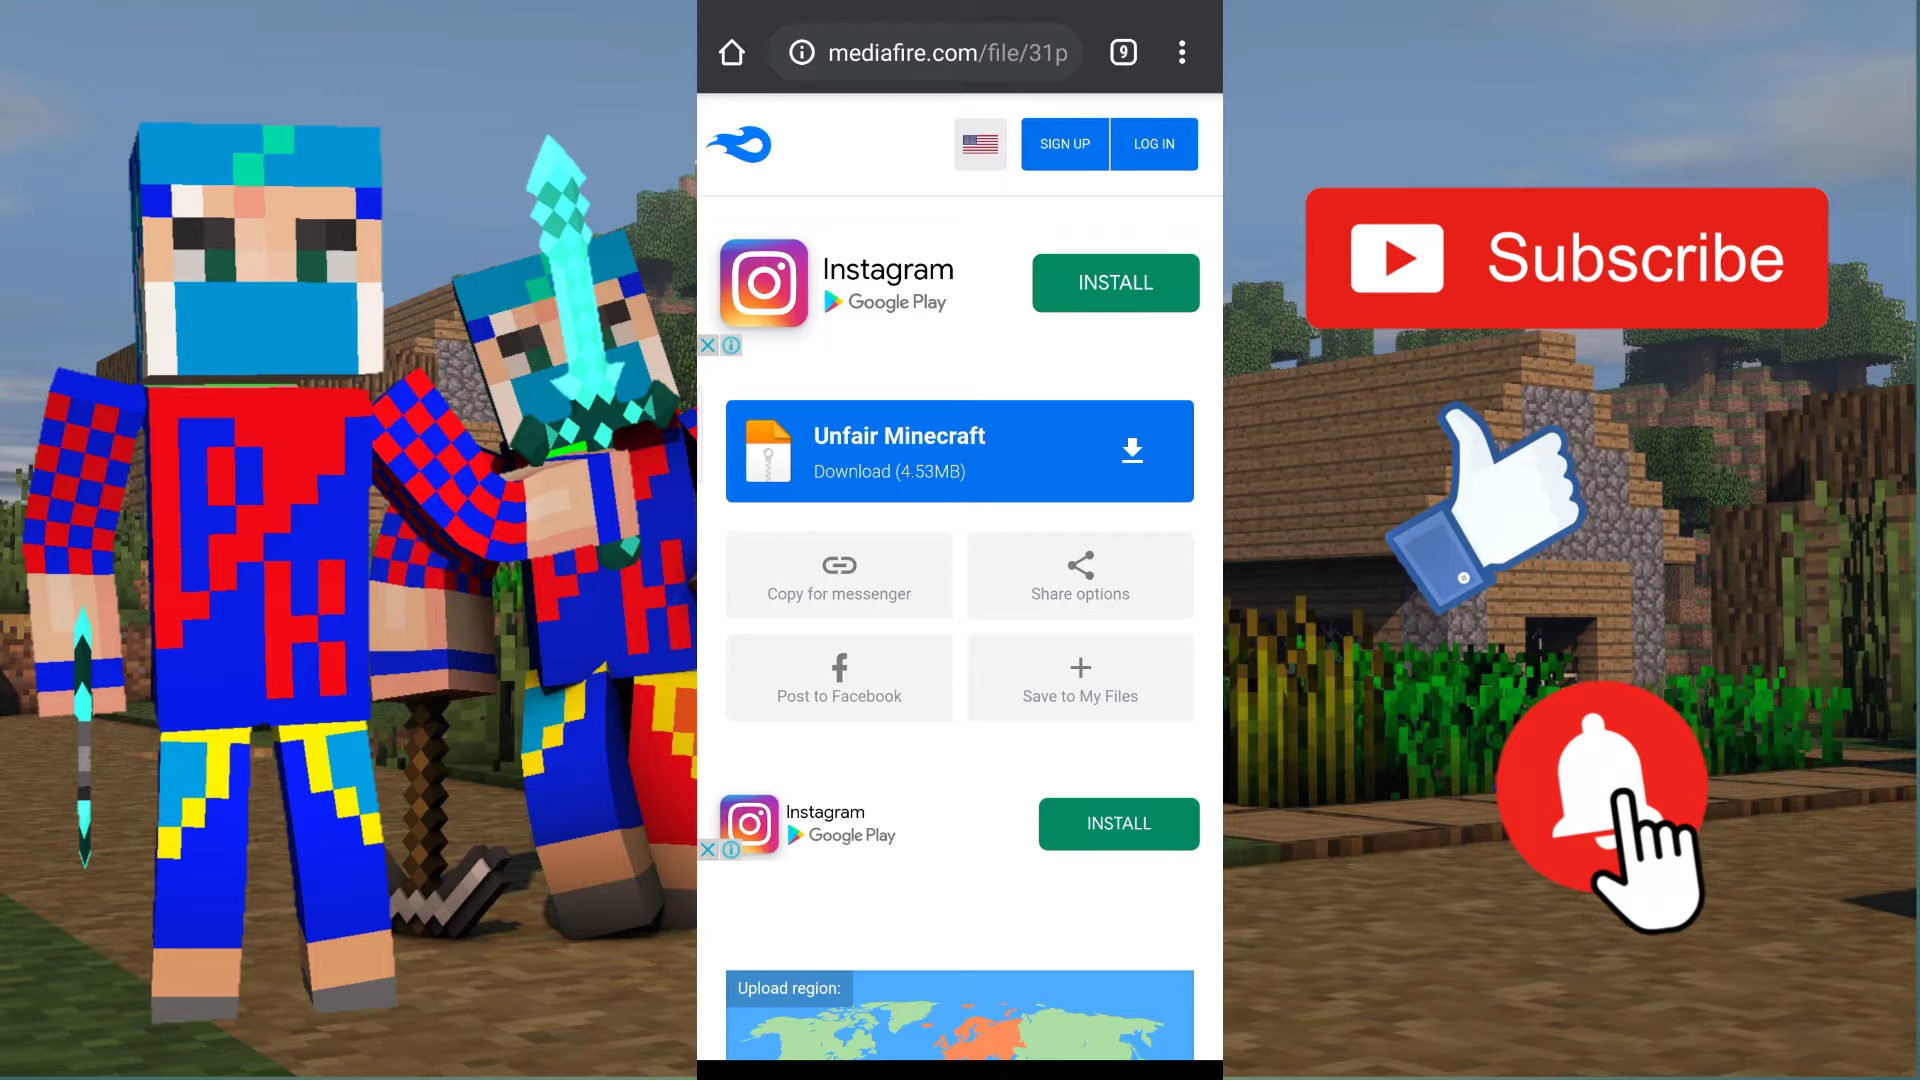 mediafire.com/file/31p
9
SIGN UP
LOG IN
Instagram
Google Play
INSTALL
Unfair Minecraft
Download (4.53MB)
Copy for messenger
Share options
Post to Facebook
Save to My Files
Instagram
Google Play
INSTALL
Upload region:
Subscribe